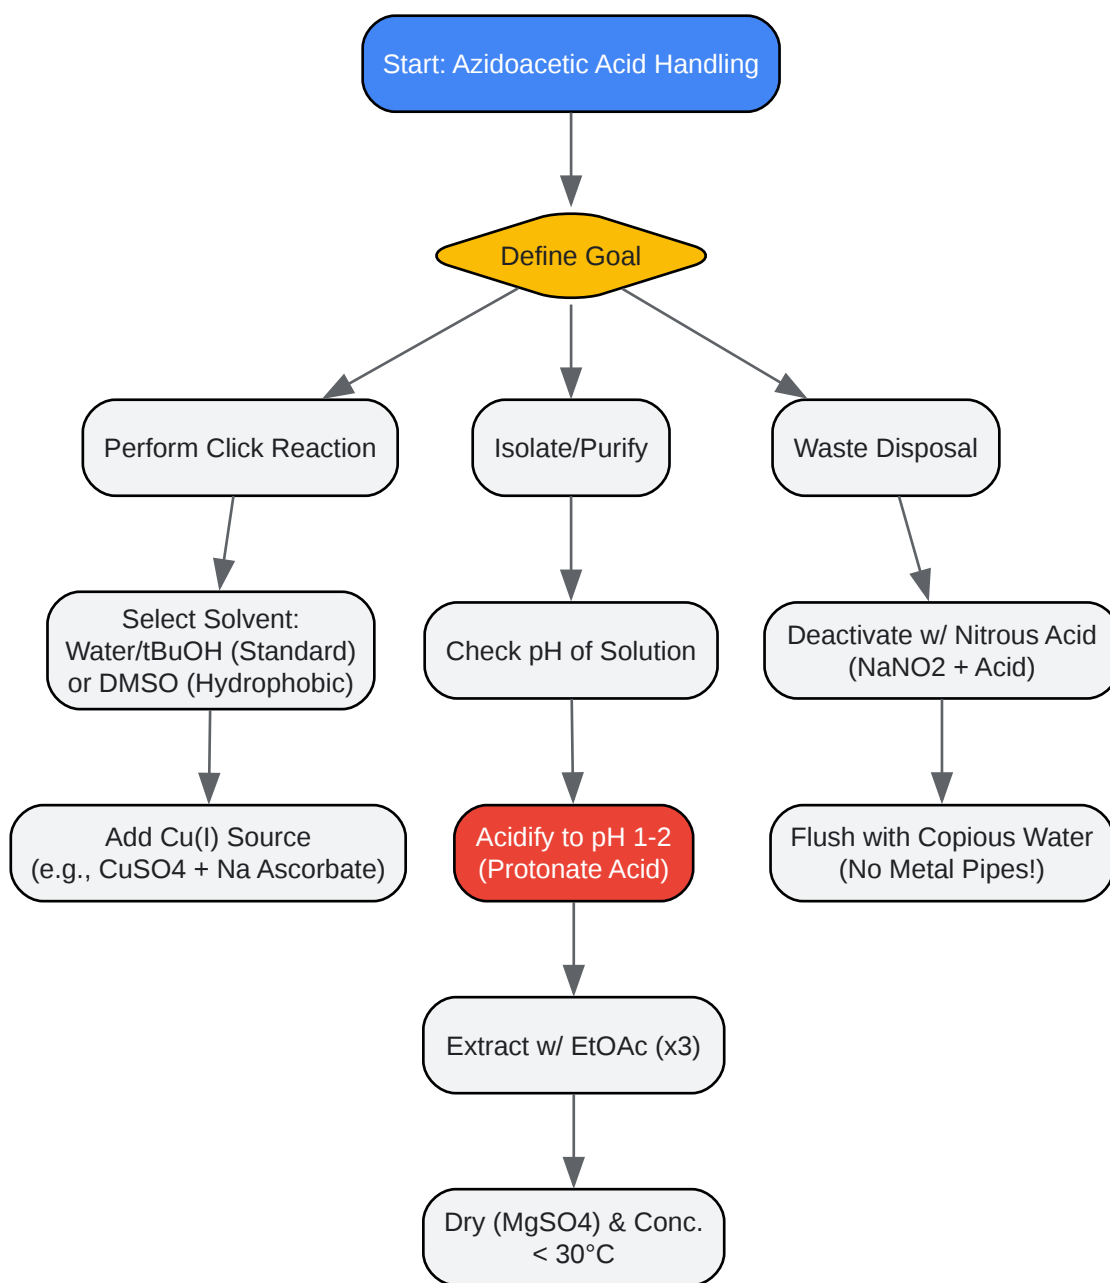 Start: Azidoacetic Acid Handling
Define Goal
Perform Click Reaction
Isolate/Purify
Waste Disposal
Select Solvent:
Water/tBuOH (Standard)
or DMSO (Hydrophobic)
Check pH of Solution
Deactivate w/ Nitrous Acid
(NaNO2 + Acid)
Add Cu(I) Source
(e.g., CuSO4 + Na Ascorbate)
Acidify to pH 1-2
(Protonate Acid)
Flush with Copious Water
(No Metal Pipes!)
Extract w/ EtOAc (x3)
Dry (MgSO4) & Conc.
< 30°C